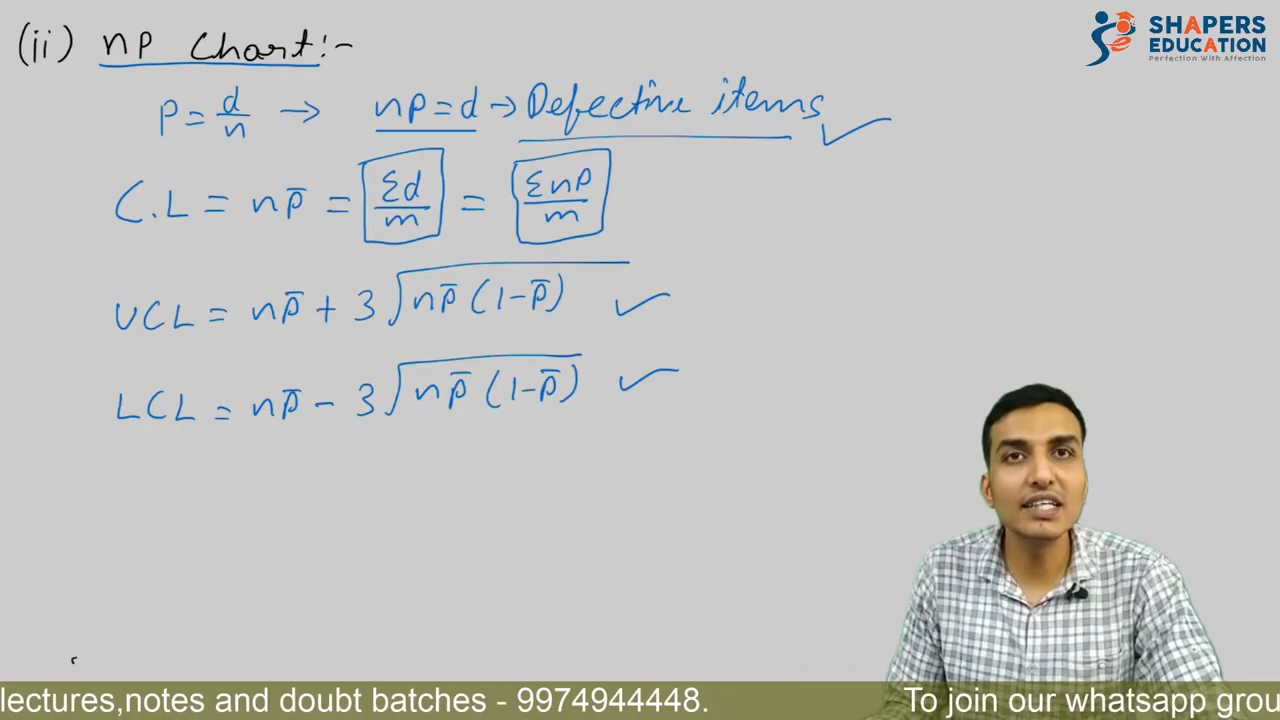 (ii) np Chart:-
SHAPERS
EDUCATION
Perfection With Affection
P = d/n → np = d → Defective items ✓
C.L = np̄ = Σd/m = Σnp/m
UCL = np̄ + 3√np̄(1-p̄) ✓
LCL = np̄ - 3√np̄(1-p̄) ✓
lectures,notes and doubt batches - 9974944448. To join our whatsapp grou